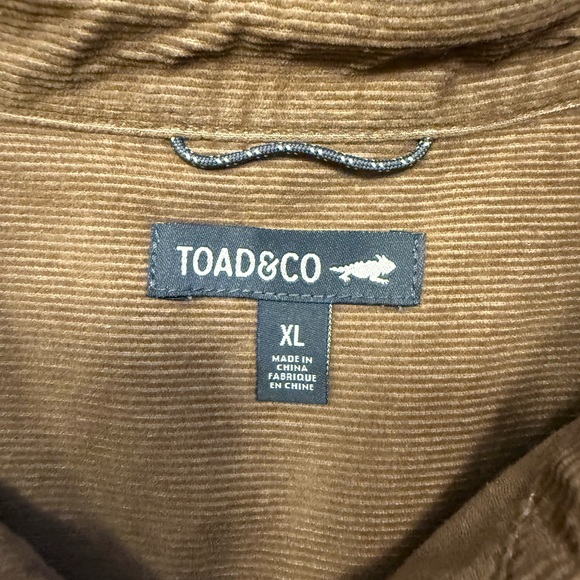 TOAD&CO
XL
MADE IN
CHINA
FABRIQUE
EN CHINE